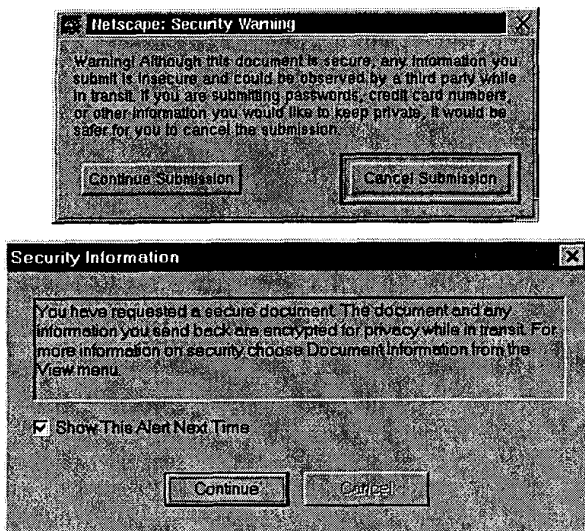 Netscape: Security Warning
Warning! Although this document is secure, any information you
submit is insecure and could be observed by a third party while
in transit. If you are submitting passwords, credit card numbers,
or other information you would like to keep private, it would be
safer for you to cancel the submission.
Continue Submission
Cancel Submission
Security Information
You have requested a secure document. The document and any
information you send back are encrypted for privacy while in transit. For
more information on security choose Document Information from the
View menu.
Show This Alert Next Time
Continue
Cancel